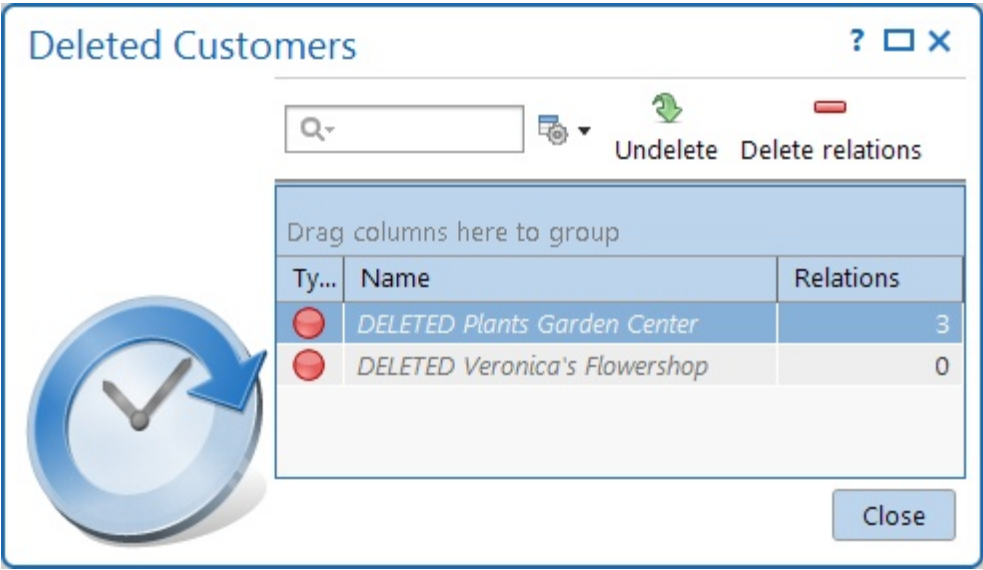 Deleted Customers ?
Undelete Delete relations
Drag columns here to group
Ty... Name Relations
DELETED Plants Garden Center 3
DELETED Veronica's Flowershop 0
Close